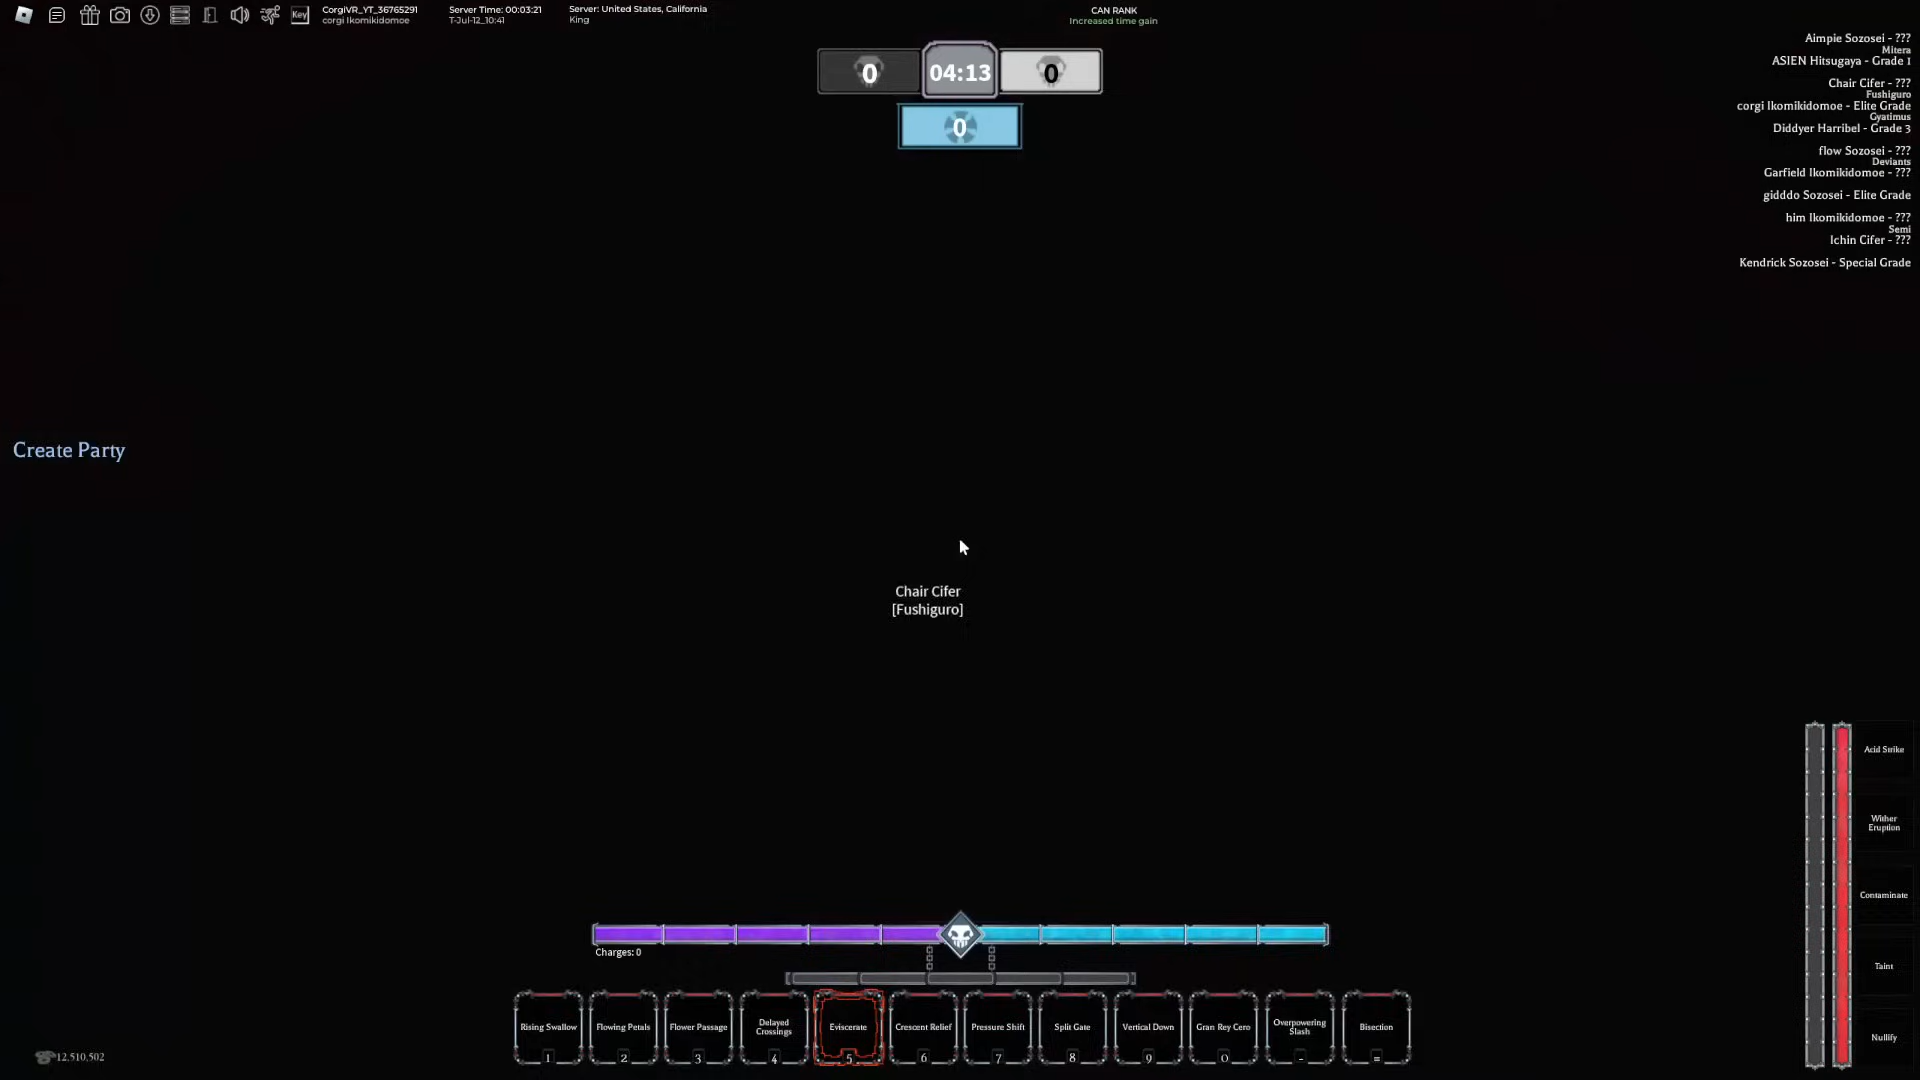 Key
CorgiVR_YT_36765291
corgi Ikomikidomoe
Server Time: 00:03:21
T-Jul-12_10:41
Server: United States, California
King
CAN RANK
Increased time gain
0
04:13
0
0
Aimpie Sozosei - ???
Mitera
ASIEN Hitsugaya - Grade 1
Chair Cifer - ???
Fushiguro
corgi Ikomikidomoe - Elite Grade
Gyatimus
Diddyer Harribel - Grade 3
flow Sozosei - ???
Deviants
Garfield Ikomikidomoe - ???
gidddo Sozosei - Elite Grade
him Ikomikidomoe - ???
Semi
Ichin Cifer - ???
Kendrick Sozosei - Special Grade
Create Party
Chair Cifer
[Fushiguro]
Acid Strike
Wither
Eruption
Contaminate
Taint
Nullify
Charges: 0
Rising Swallow
1
Flowing Petals
2
Flower Passage
3
Delayed
Crossings
4
Eviscerate
5
Crescent Relief
6
Pressure Shift
7
Split Gate
8
Vertical Down
9
Gran Rey Cero
0
Overpowering
Slash
-
Bisection
=
12,510,502